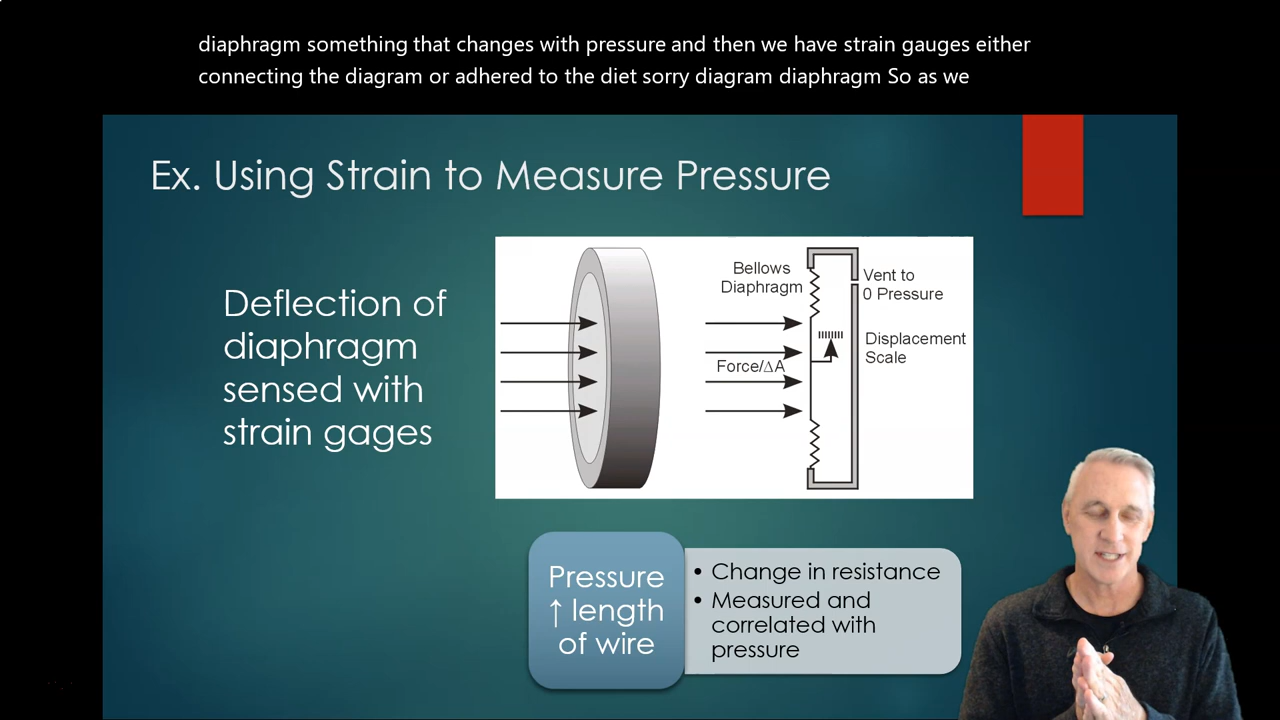 diaphragm something that changes with pressure and then we have strain gauges either
connecting the diagram or adhered to the diet sorry diagram diaphragm So as we
Ex. Using Strain to Measure Pressure
Deflection of
diaphragm
sensed with
strain gages
Bellows
Diaphragm
Force/ΔA
Vent to
0 Pressure
Displacement
Scale
Pressure
↑ length
of wire
• Change in resistance
• Measured and
correlated with
pressure